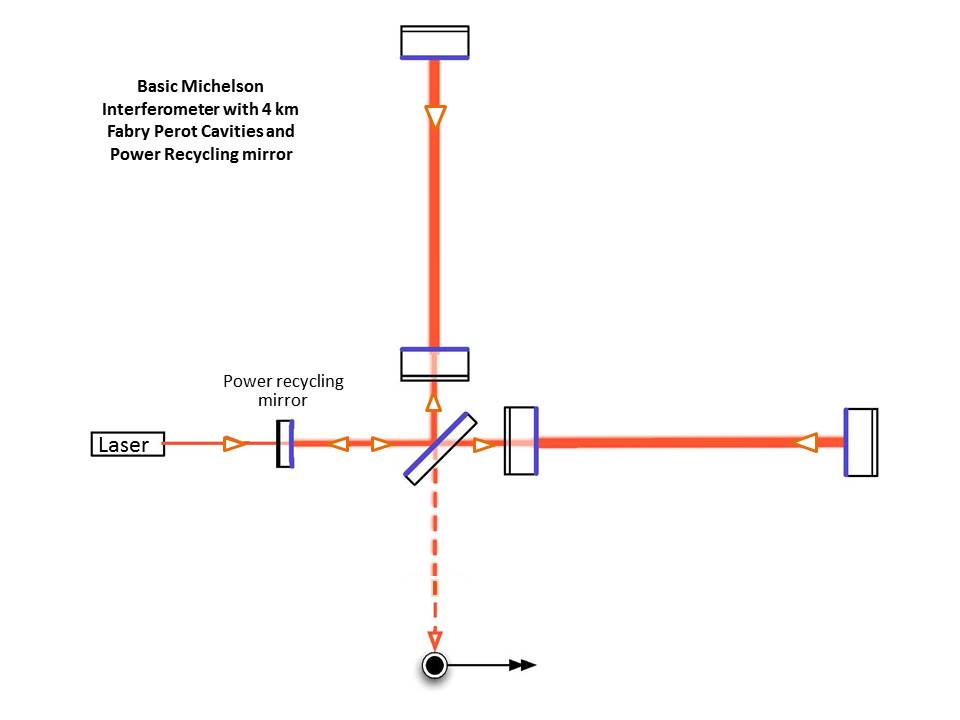 Basic Michelson
Interferometer with 4 km
Fabry Perot Cavities and
Power Recycling mirror
Power recycling
mirror
Laser